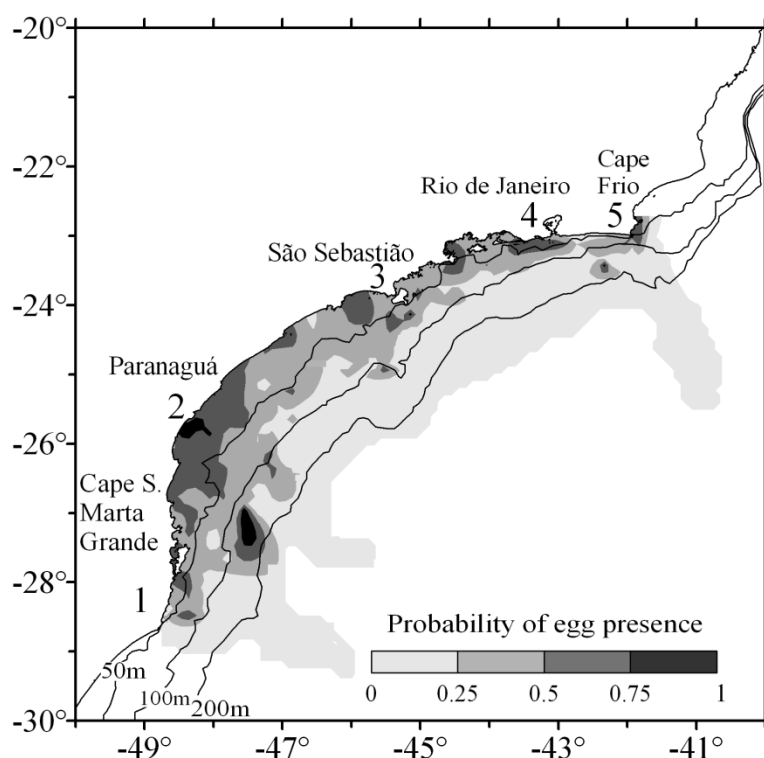 -20°
-22°
-24°
-26°
-28°
-30°
Cape
Frio
5
Rio de Janeiro
4
São Sebastião
3
Paranaguá
2
Cape S.
Marta
Grande
1
50m
100m
200m
Probability of egg presence
0 0.25 0.5 0.75 1
-49° -47° -45° -43° -41°